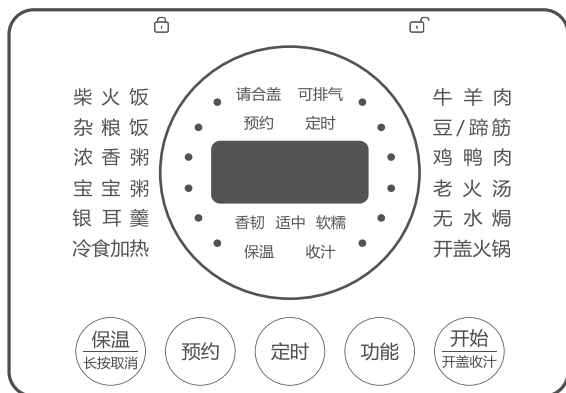 请合盖 可排气
预约 定时
香韧 适中 软糯
保温 收汁
柴火饭
杂粮饭
浓香粥
宝宝粥
银耳羹
冷食加热
牛羊肉
豆/蹄筋
鸡鸭肉
老火汤
无水焗
开盖火锅
保温
长按取消
预约
定时
功能
开始
开盖收汁